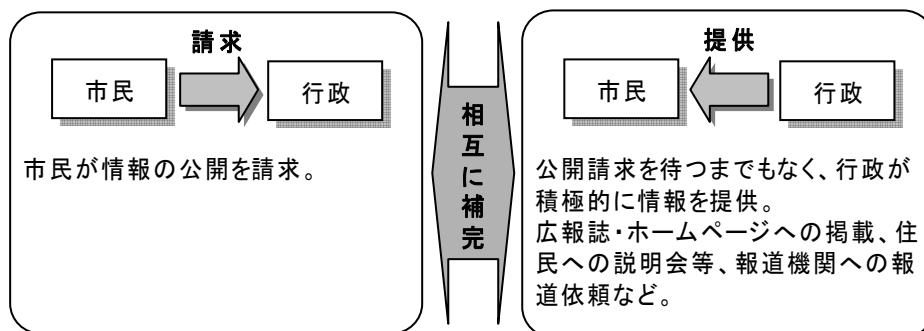 請求
市民
行政
市民が情報の公開を請求。
相互に補完
提供
市民
行政
公開請求を待つまでもなく、行政が
積極的に情報を提供。
広報誌・ホームページへの掲載、住
民への説明会等、報道機関への報
道依頼など。